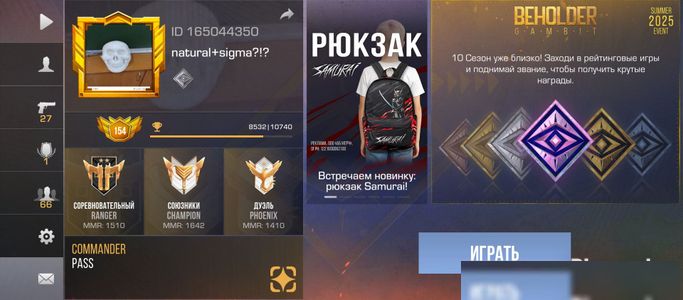 27
1
66
ID 165044350
natural+sigma?!?
154
8532|10740
СОРЕВНОВАТЕЛЬНЫЙ
RANGER
MMR: 1510
СОЮЗНИКИ
CHAMPION
MMR: 1642
ДУЭЛЬ
PHOENIX
MMR: 1410
COMMANDER
PASS
РЮКЗАК
SAMURAI
SAMURAI
Встречаем новинку:
рюкзак Samurai!
BEHOLDER
GAMBIT
SUMMER
2025
EVENT
10 Сезон уже близко! Заходи в рейтинговые игры
и поднимай звание, чтобы получить крутые
награды.
ИГРАТЬ